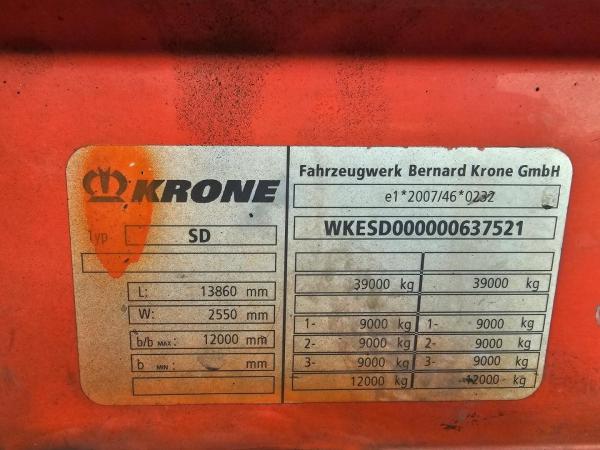 KRONE
Typ SD
L: 13860 mm
W: 2550 mm
b/b MAX: 12000 mm
b MIN: mm
Fahrzeugwerk Bernard Krone GmbH
e1*2007/46*0232
WKESD000000637521
39000 kg 39000 kg
1- 9000 kg 1- 9000 kg
2- 9000 kg 2- 9000 kg
3- 9000 kg 3- 9000 kg
12000 kg 12000 kg